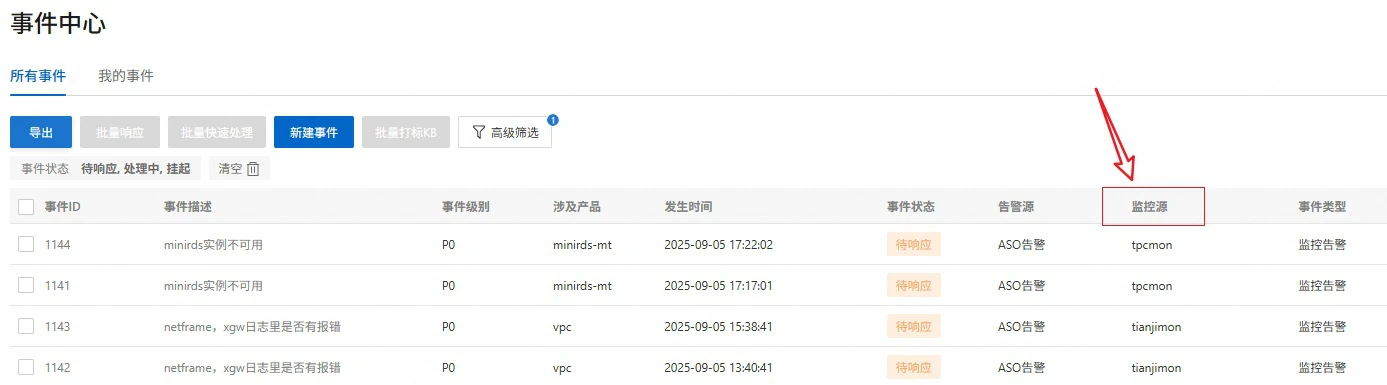 事件中心
所有事件 我的事件
导出 批量响应 批量快速处理 新建事件 批量打标KB 高级筛选 1
事件状态 待响应, 处理中, 挂起 清空
事件ID 事件描述 事件级别 涉及产品 发生时间 事件状态 告警源 监控源 事件类型
1144 minirds实例不可用 P0 minirds-mt 2025-09-05 17:22:02 待响应 ASO告警 tpcmon 监控告警
1141 minirds实例不可用 P0 minirds-mt 2025-09-05 17:17:01 待响应 ASO告警 tpcmon 监控告警
1143 netframe，xgw日志里是否有报错 P0 vpc 2025-09-05 15:38:41 待响应 ASO告警 tianjimon 监控告警
1142 netframe，xgw日志里是否有报错 P0 vpc 2025-09-05 13:40:41 待响应 ASO告警 tianjimon 监控告警